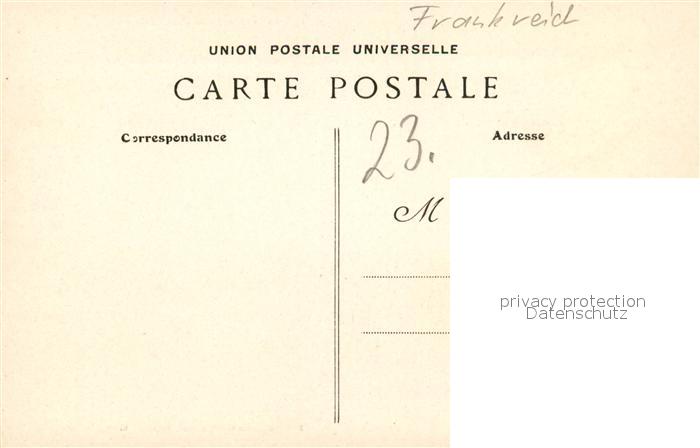 Frankreich
UNION POSTALE UNIVERSELLE
CARTE POSTALE
Correspondance
23.
Adresse
M
privacy protection
Datenschutz